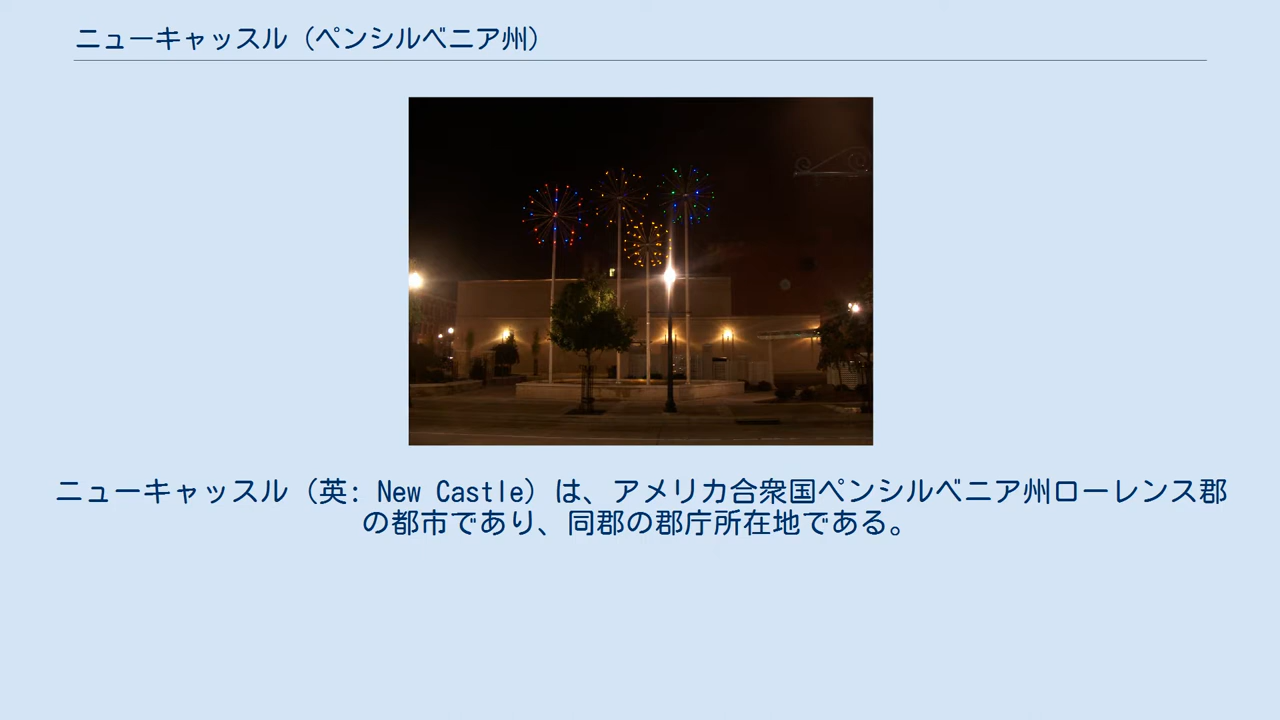 ニューキャッスル（ペンシルベニア州）
ニューキャッスル（英: New Castle）は、アメリカ合衆国ペンシルベニア州ローレンス郡
の都市であり、同郡の郡庁所在地である。